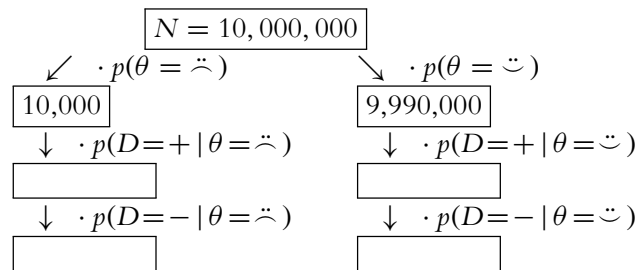 N = 10,000,000
↙ · p(θ = ⍨) ↘ · p(θ = ⍥)
10,000 9,990,000
↓ · p(D=+|θ=⍨) ↓ · p(D=+|θ=⍥)
↓ · p(D=−|θ=⍨) ↓ · p(D=−|θ=⍥)